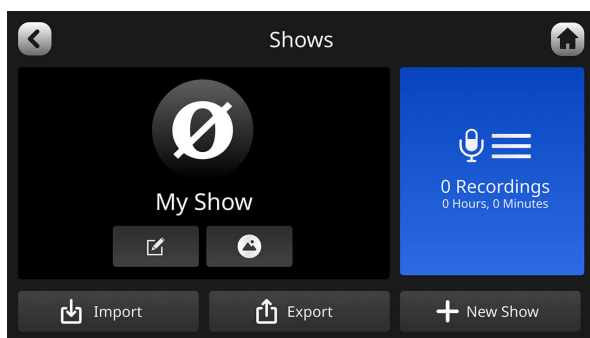 Shows
Ø
My Show
0 Recordings
0 Hours, 0 Minutes
Import
Export
New Show